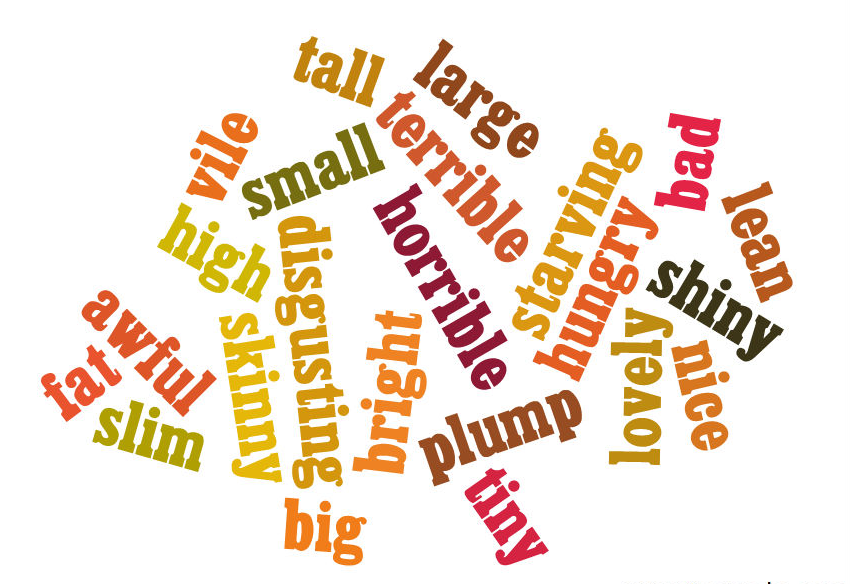 tall
large
terrible
vile
small
bad
starving
lean
high
horrible
hungry
disgusting
shiny
awful
skinny
bright
lovely
nice
fat
slim
plump
tiny
big